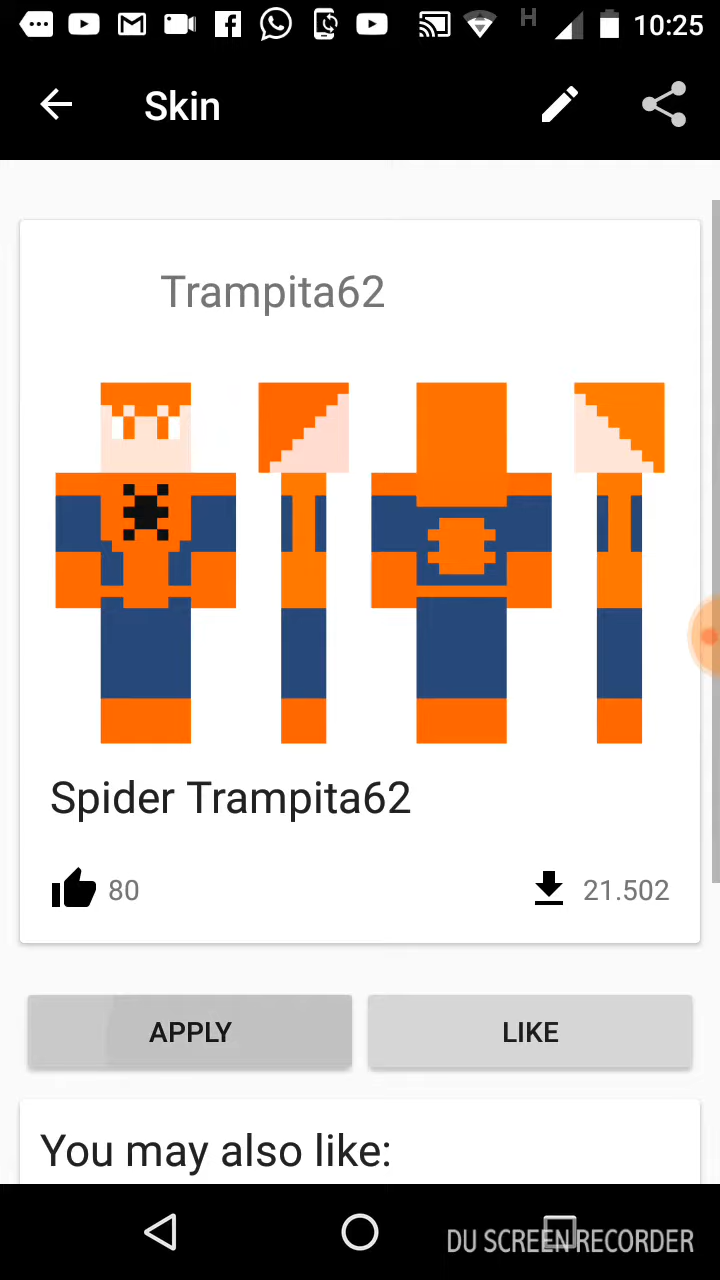 H 10:25
Skin
Trampita62
Spider Trampita62
80 21.502
APPLY LIKE
You may also like:
DU SCREEN RECORDER